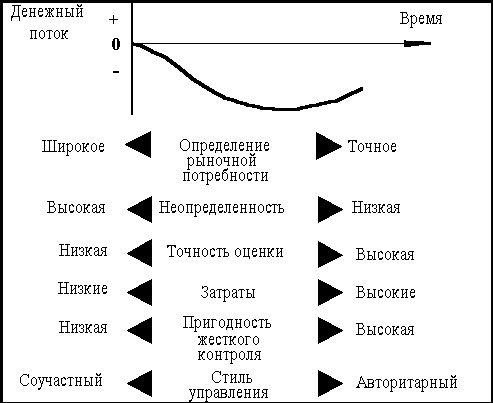 Денежный поток
+
0
-
Время
Широкое
Определение рыночной потребности
Точное
Высокая
Неопределенность
Низкая
Низкая
Точность оценки
Высокая
Низкие
Затраты
Высокие
Низкая
Пригодность жесткого контроля
Высокая
Соучастный
Стиль управления
Авторитарный